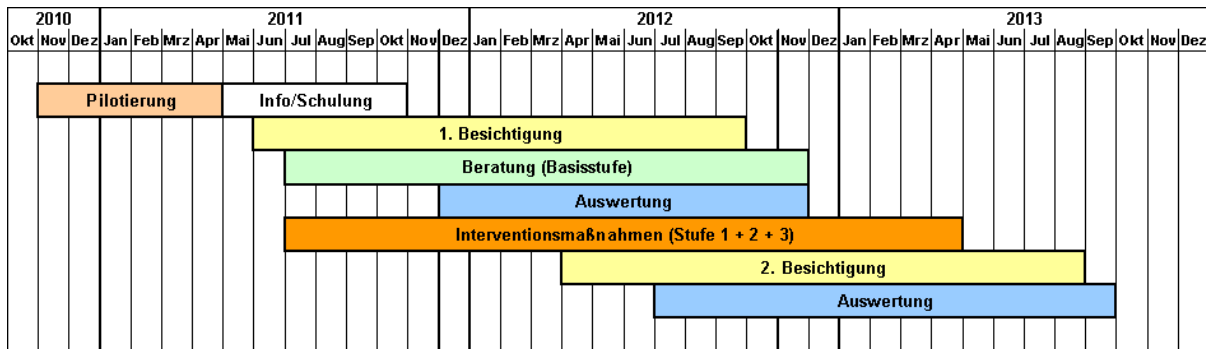 2010 2011 2012 2013
Okt Nov Dez Jan Feb Mrz Apr Mai Jun Jul Aug Sep Okt Nov Dez Jan Feb Mrz Apr Mai Jun Jul Aug Sep Okt Nov Dez Jan Feb Mrz Apr Mai Jun Jul Aug Sep Okt Nov Dez
Pilotierung Info/Schulung
1. Besichtigung
Beratung (Basisstufe)
Auswertung
Interventionsmaßnahmen (Stufe 1 + 2 + 3)
2. Besichtigung
Auswertung